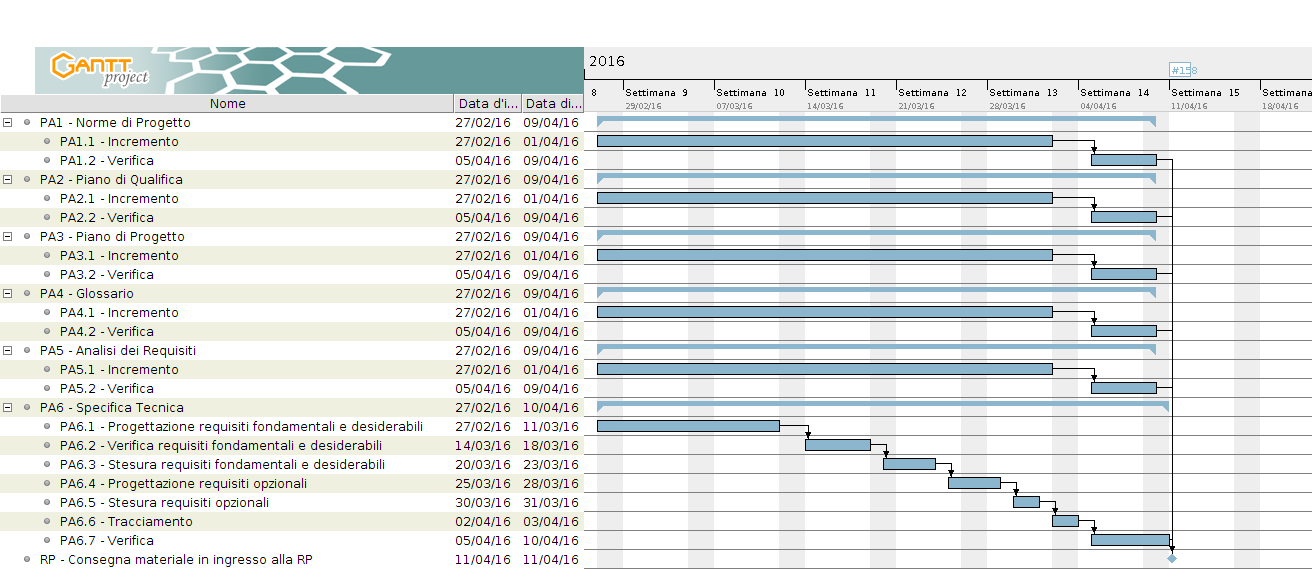 GANTT
project
2016
#158
8 Settimana 9 Settimana 10 Settimana 11 Settimana 12 Settimana 13 Settimana 14 Settimana 15 Settimana
29/02/16 07/03/16 14/03/16 21/03/16 28/03/16 04/04/16 11/04/16 18/04/16
Nome Data d'i... Data di...
PA1 - Norme di Progetto 27/02/16 09/04/16
PA1.1 - Incremento 27/02/16 01/04/16
PA1.2 - Verifica 05/04/16 09/04/16
PA2 - Piano di Qualifica 27/02/16 09/04/16
PA2.1 - Incremento 27/02/16 01/04/16
PA2.2 - Verifica 05/04/16 09/04/16
PA3 - Piano di Progetto 27/02/16 09/04/16
PA3.1 - Incremento 27/02/16 01/04/16
PA3.2 - Verifica 05/04/16 09/04/16
PA4 - Glossario 27/02/16 09/04/16
PA4.1 - Incremento 27/02/16 01/04/16
PA4.2 - Verifica 05/04/16 09/04/16
PA5 - Analisi dei Requisiti 27/02/16 09/04/16
PA5.1 - Incremento 27/02/16 01/04/16
PA5.2 - Verifica 05/04/16 09/04/16
PA6 - Specifica Tecnica 27/02/16 10/04/16
PA6.1 - Progettazione requisiti fondamentali e desiderabili 27/02/16 11/03/16
PA6.2 - Verifica requisiti fondamentali e desiderabili 14/03/16 18/03/16
PA6.3 - Stesura requisiti fondamentali e desiderabili 20/03/16 23/03/16
PA6.4 - Progettazione requisiti opzionali 25/03/16 28/03/16
PA6.5 - Stesura requisiti opzionali 30/03/16 31/03/16
PA6.6 - Tracciamento 02/04/16 03/04/16
PA6.7 - Verifica 05/04/16 10/04/16
RP - Consegna materiale in ingresso alla RP 11/04/16 11/04/16